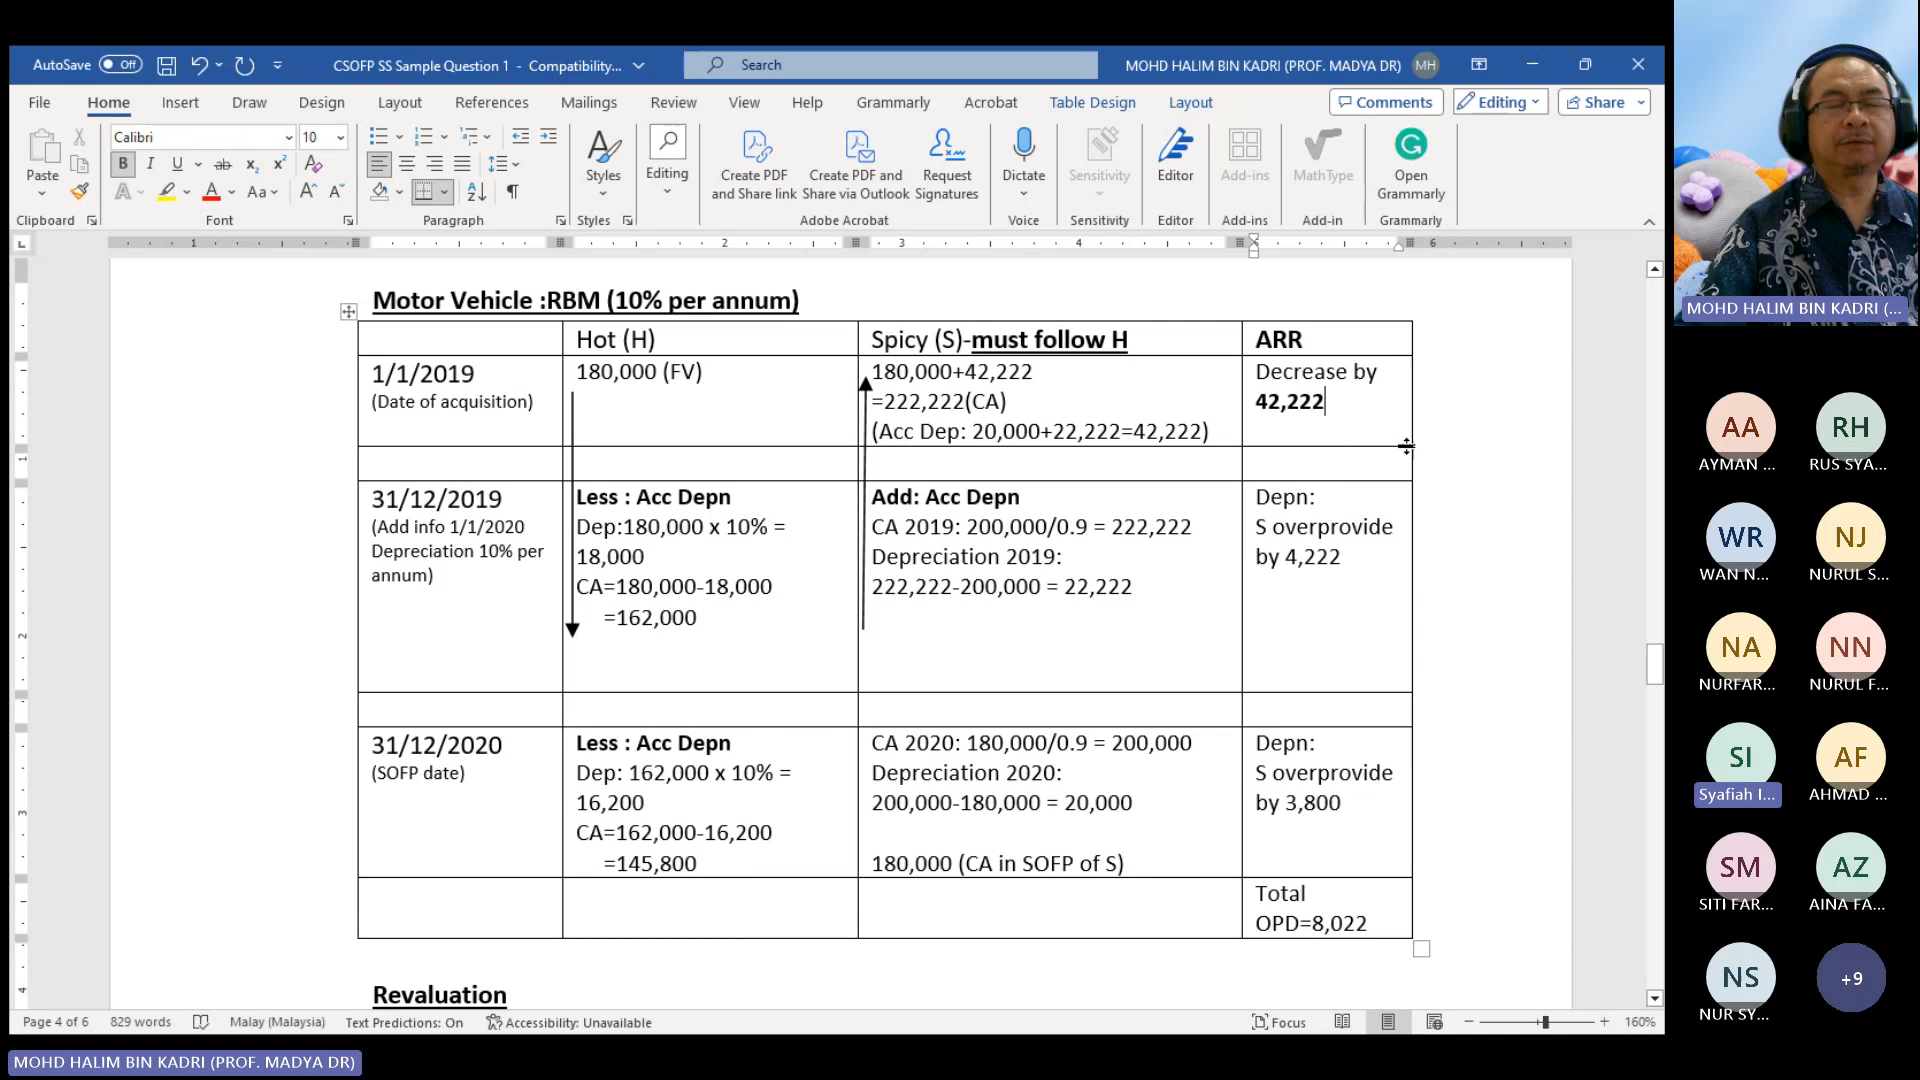 AutoSave Off
CSOFP SS Sample Question 1 - Compatibility...
Search
MOHD HALIM BIN KADRI (PROF. MADYA DR) MH
File Home Insert Draw Design Layout References Mailings Review View Help Grammarly Acrobat Table Design Layout
Comments Editing Share
Calibri 10
Paste
Styles
Editing
Create PDF and Share link
Create PDF and Share via Outlook
Request Signatures
Dictate
Sensitivity
Editor
Add-ins
MathType
Open Grammarly
Clipboard Font Paragraph Styles Adobe Acrobat Voice Sensitivity Editor Add-ins Add-in Grammarly
1 2 3 4 6
Motor Vehicle :RBM (10% per annum)
Hot (H)
Spicy (S)-must follow H
ARR
1/1/2019
(Date of acquisition)
180,000 (FV)
180,000+42,222
=222,222(CA)
(Acc Dep: 20,000+22,222=42,222)
Decrease by
42,222
31/12/2019
(Add info 1/1/2020
Depreciation 10% per
annum)
Less : Acc Depn
Dep:180,000 x 10% =
18,000
CA=180,000-18,000
=162,000
Add: Acc Depn
CA 2019: 200,000/0.9 = 222,222
Depreciation 2019:
222,222-200,000 = 22,222
Depn:
S overprovide
by 4,222
31/12/2020
(SOFP date)
Less : Acc Depn
Dep: 162,000 x 10% =
16,200
CA=162,000-16,200
=145,800
CA 2020: 180,000/0.9 = 200,000
Depreciation 2020:
200,000-180,000 = 20,000
180,000 (CA in SOFP of S)
Depn:
S overprovide
by 3,800
Total
OPD=8,022
Revaluation
Page 4 of 6 829 words Malay (Malaysia) Text Predictions: On Accessibility: Unavailable Focus 160%
MOHD HALIM BIN KADRI (PROF. MADYA DR)
MOHD HALIM BIN KADRI (...
AA
AYMAN ...
RH
RUS SYA...
WR
WAN N...
NJ
NURUL S...
NA
NURFAR...
NN
NURUL F...
SI
Syafiah I...
AF
AHMAD ...
SM
SITI FAR...
AZ
AINA FA...
NS
NUR SY...
+9